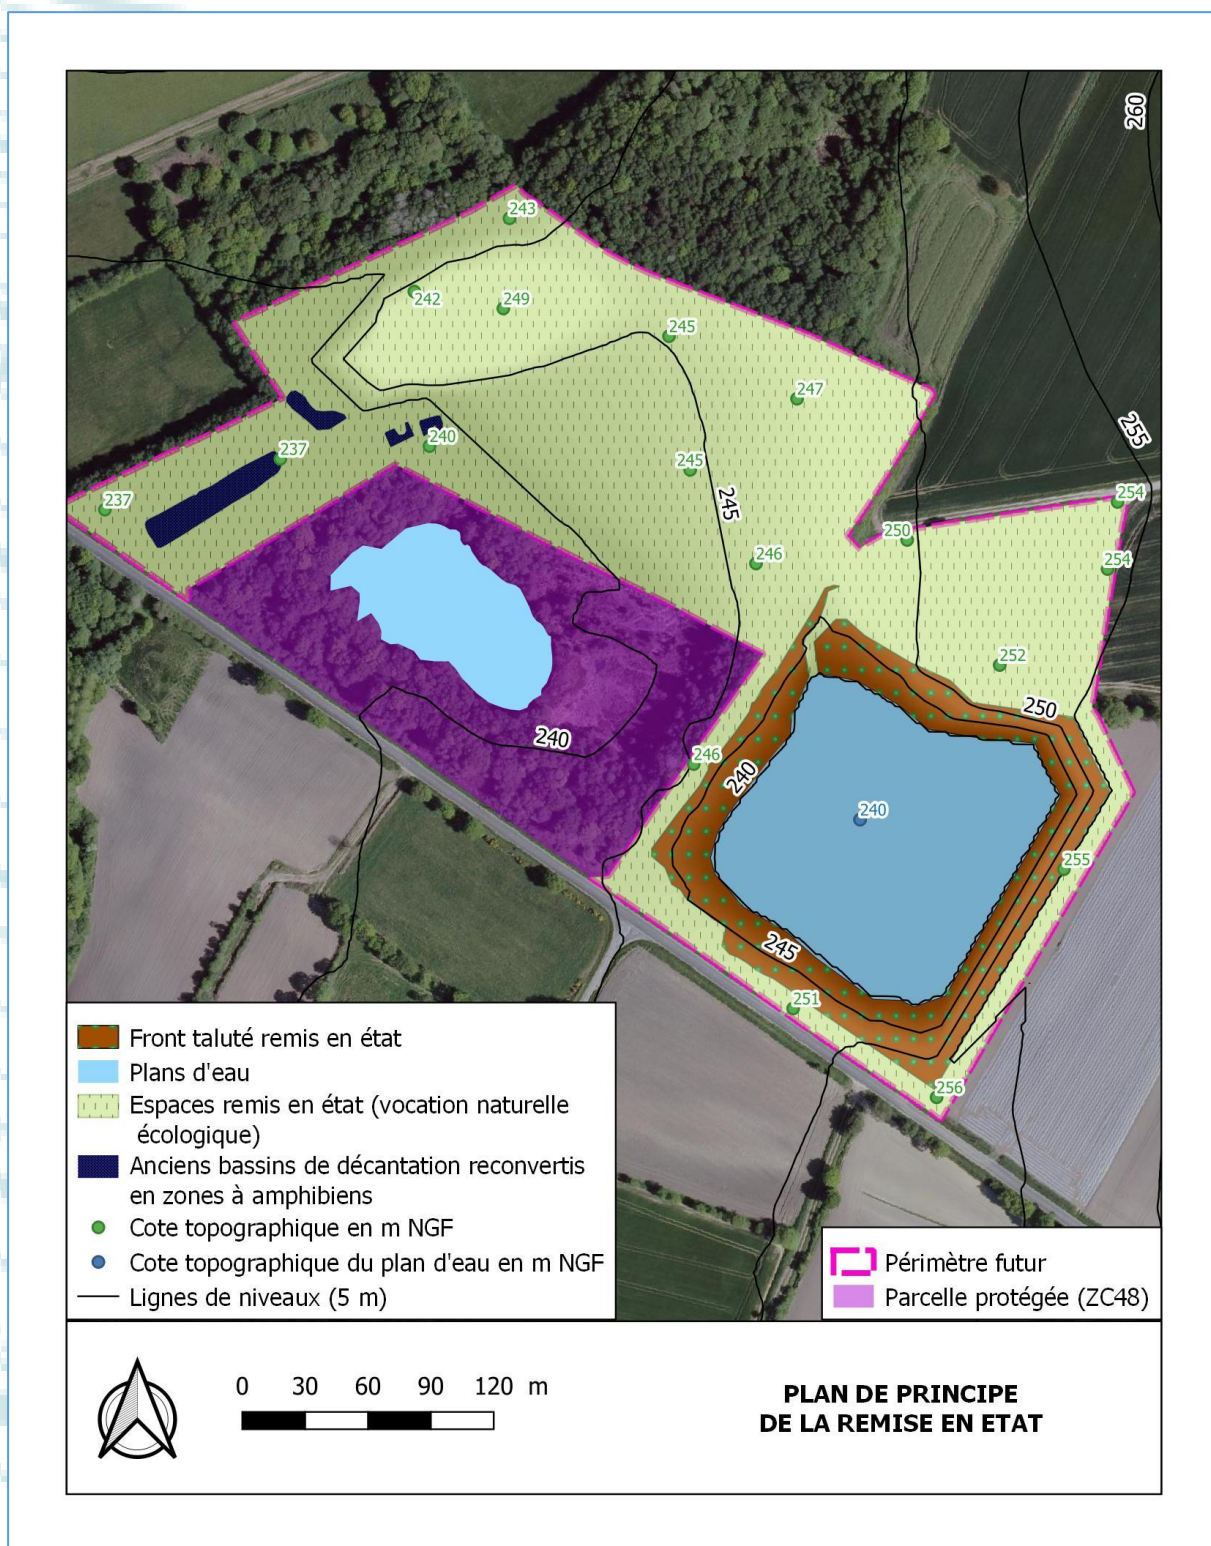 260
243
242
249
245
247
255
240
237
245
254
237
245
250
246
254
252
250
240
246
240
240
255
245
251
256
Front taluté remis en état
Plans d'eau
Espaces remis en état (vocation naturelle
écologique)
Anciens bassins de décantation reconvertis
en zones à amphibiens
Cote topographique en m NGF
Cote topographique du plan d'eau en m NGF
Lignes de niveaux (5 m)
Périmètre futur
Parcelle protégée (ZC48)
0 30 60 90 120 m
PLAN DE PRINCIPE
DE LA REMISE EN ETAT